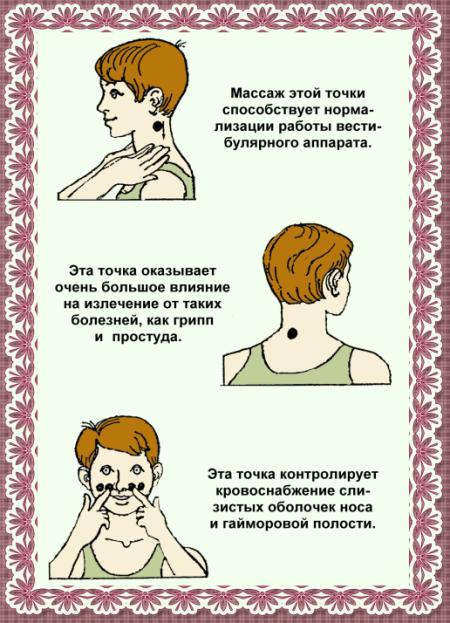 Массаж этой точки
способствует норма-
лизации работы вести-
булярного аппарата.
Эта точка оказывает
очень большое влияние
на излечение от таких
болезней, как грипп
и простуда.
Эта точка контролирует
кровоснабжение сли-
зистых оболочек носа
и гайморовой полости.